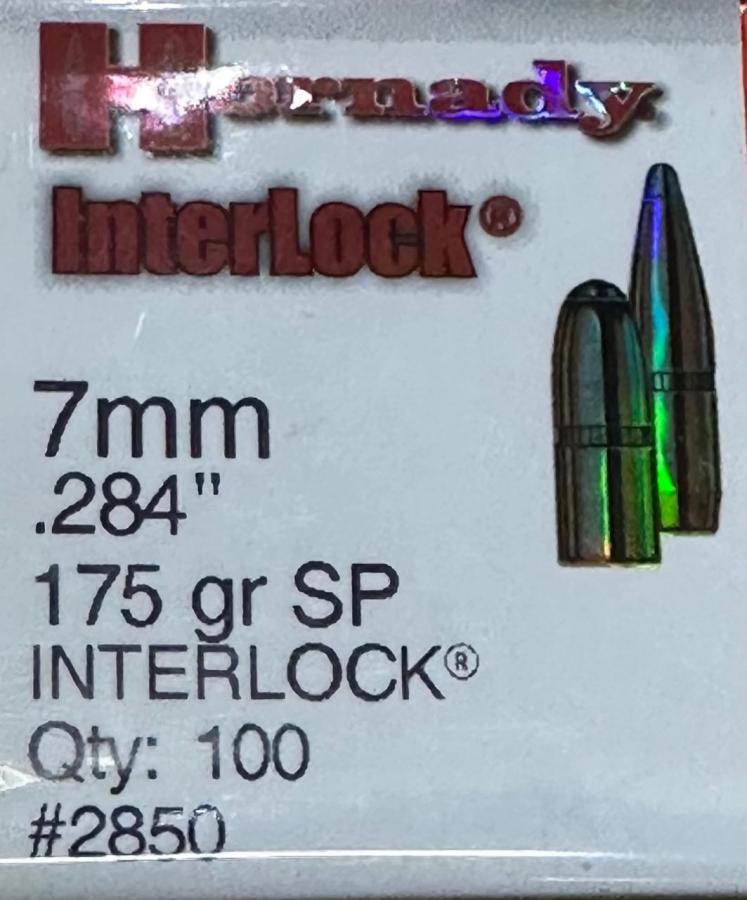 Hornady
InterLock®
7mm
.284"
175 gr SP
INTERLOCK®
Qty: 100
#2850